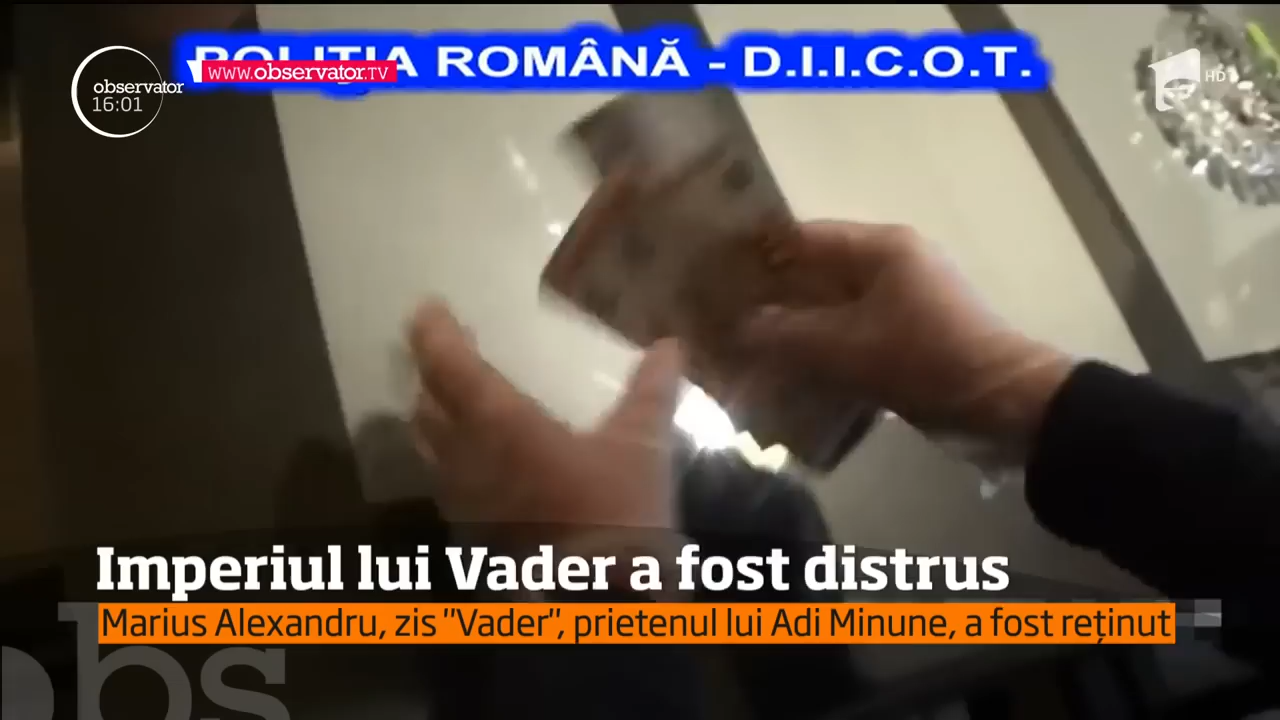 POLIȚIA ROMÂNĂ - D.I.I.C.O.T.
www.observator.TV
observator
16:01
HD
Imperiul lui Vader a fost distrus
Marius Alexandru, zis "Vader", prietenul lui Adi Minune, a fost reținut
obs